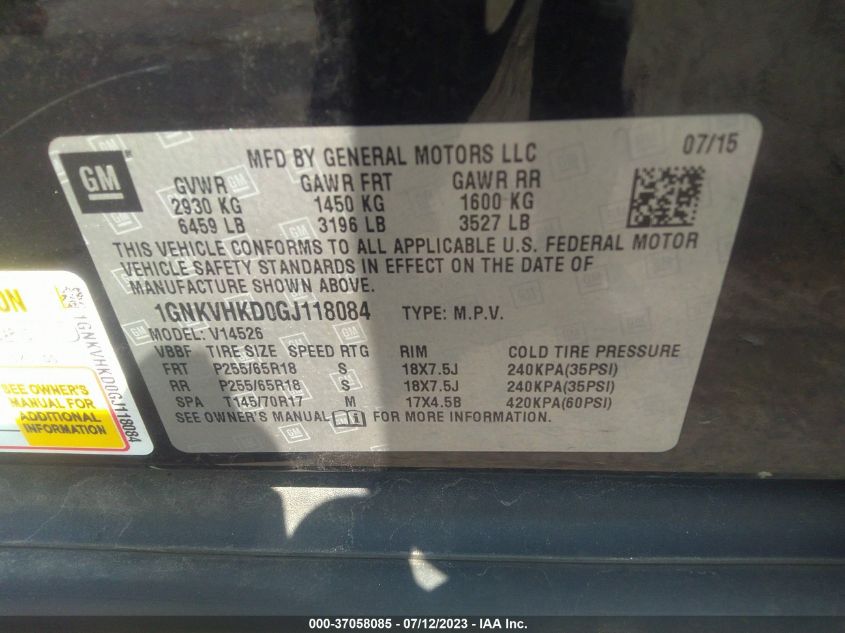 GM
MFD BY GENERAL MOTORS LLC 07/15
GVWR GAWR FRT GAWR RR
2930 KG 1450 KG 1600 KG
6459 LB 3196 LB 3527 LB
THIS VEHICLE CONFORMS TO ALL APPLICABLE U.S. FEDERAL MOTOR
VEHICLE SAFETY STANDARDS IN EFFECT ON THE DATE OF
MANUFACTURE SHOWN ABOVE.
1GNKVHKD0GJ118084 TYPE: M.P.V.
MODEL: V14526
VBBF TIRE SIZE SPEED RTG RIM COLD TIRE PRESSURE
FRT P255/65R18 S 18X7.5J 240KPA(35PSI)
RR P255/65R18 S 18X7.5J 240KPA(35PSI)
SPA T145/70R17 M 17X4.5B 420KPA(60PSI)
SEE OWNER'S MANUAL FOR MORE INFORMATION.
1GNKVHKD0GJ118084
SEE OWNER'S
MANUAL FOR
ADDITIONAL
INFORMATION
000-37058085 - 07/12/2023 - IAA Inc.